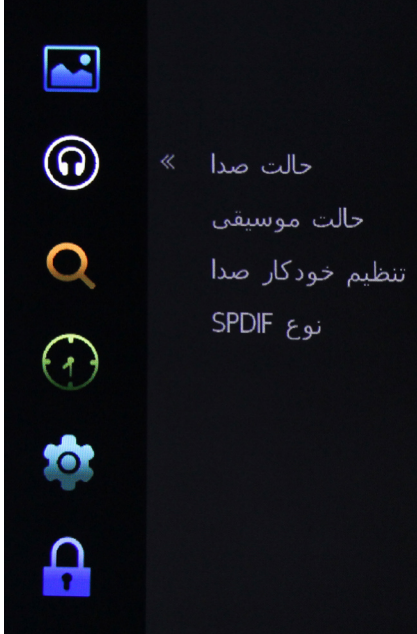 حالت صدا
حالت موسیقی
تنظیم خودکار صدا
نوع SPDIF